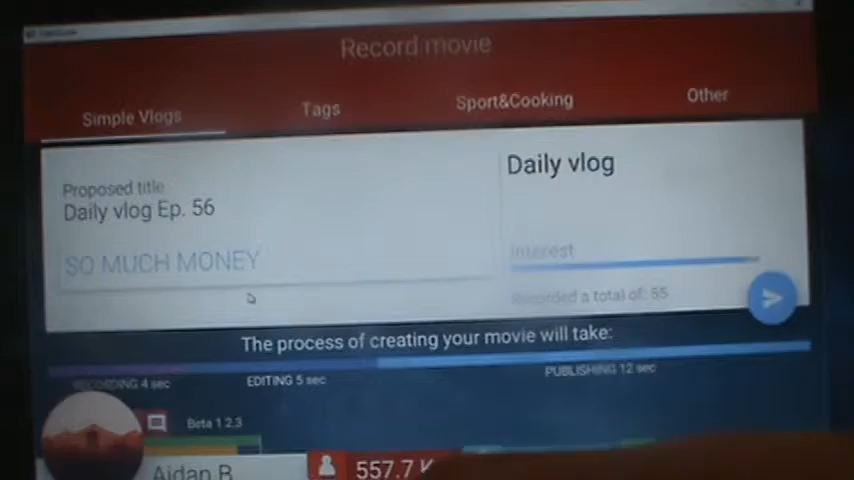 Record movie
Simple Vlogs
Tags
Sport&Cooking
Other
Proposed title
Daily vlog Ep. 56
SO MUCH MONEY
Daily vlog
Interest
Recorded a total of: 55
The process of creating your movie will take:
RECORDING 4 sec
EDITING 5 sec
PUBLISHING 12 sec
Beta 1.2.3
Aidan B
557.7 K